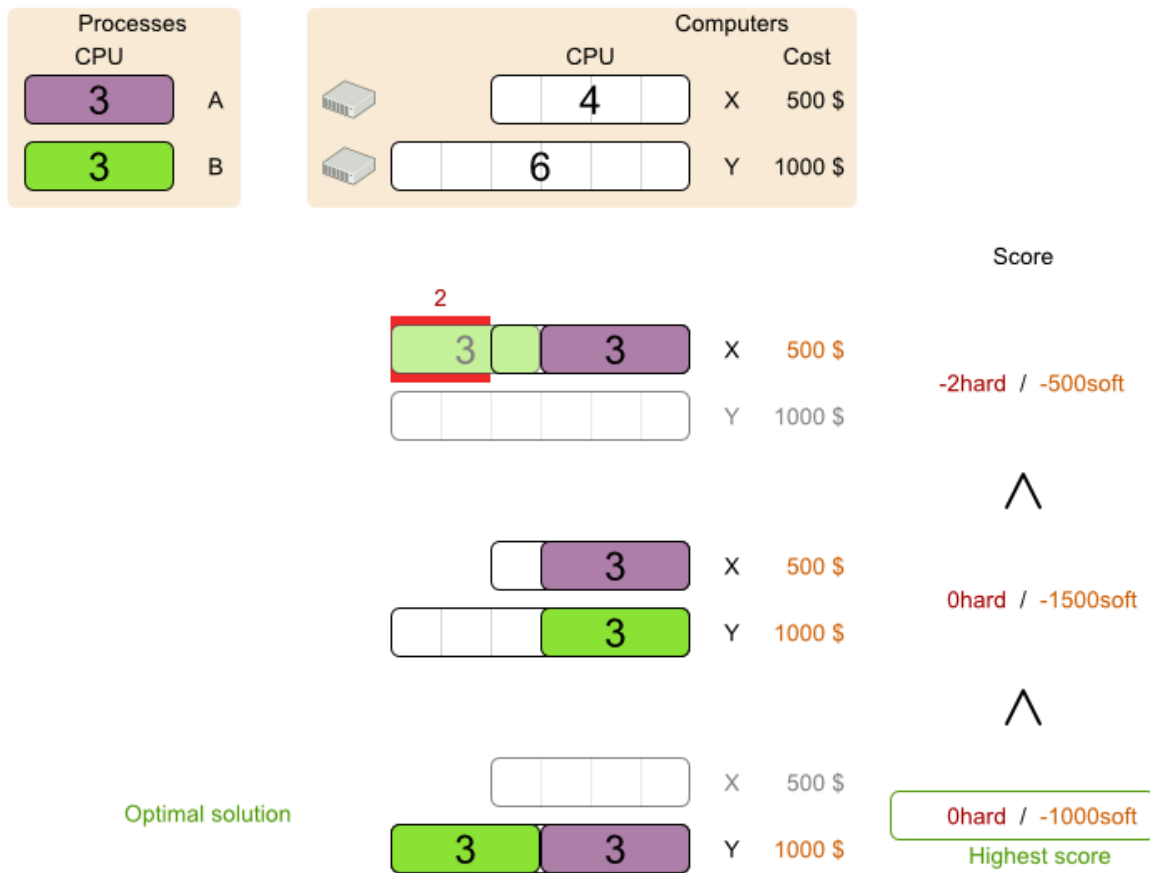 Processes
CPU
3 A
3 B
Computers
CPU Cost
4 X 500 $
6 Y 1000 $
Score
2
3 3 X 500 $
Y 1000 $
-2hard / -500soft
3 X 500 $
3 Y 1000 $
0hard / -1500soft
X 500 $
Optimal solution
0hard / -1000soft
3 3 Y 1000 $
Highest score